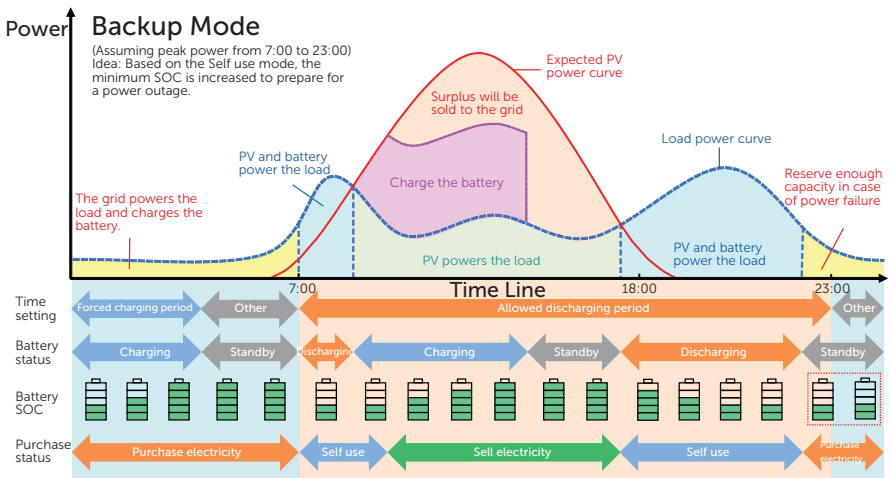 Power
Backup Mode
(Assuming peak power from 7:00 to 23:00)
Idea: Based on the Self use mode, the
minimum SOC is increased to prepare for
a power outage.
Expected PV
power curve
Surplus will be
sold to the grid
Load power curve
PV and battery
power the load
Charge the battery
Reserve enough
capacity in case
of power failure
The grid powers the
load and charges the
battery.
PV powers the load
PV and battery
power the load
7:00
Time Line
18:00
23:00
Time
setting
Forced charging period
Other
Allowed discharging period
Other
Battery
status
Charging
Standby
Discharging
Charging
Standby
Discharging
Standby
Battery
SOC
Purchase
status
Purchase electricity
Self use
Sell electricity
Self use
Purchase
electricity